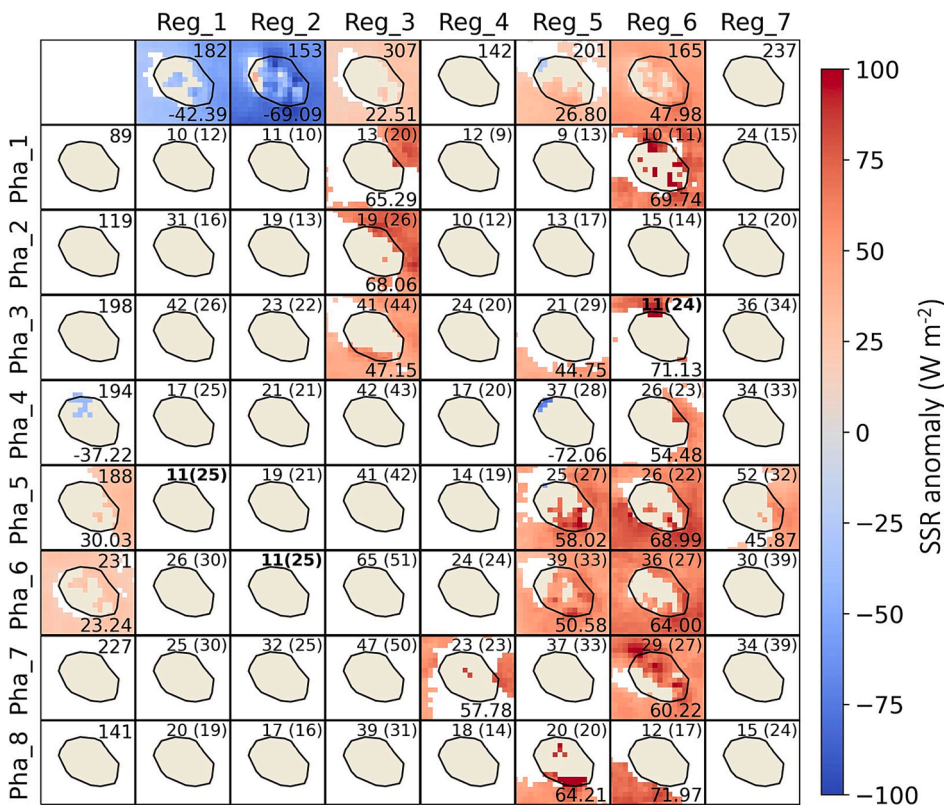 Reg_1 Reg_2 Reg_3 Reg_4 Reg_5 Reg_6 Reg_7
182 153 307 142 201 165 237
-42.39 -69.09 22.51 26.80 47.98
Pha_1 89 10 (12) 11 (10) 13 (20) 12 (9) 9 (13) 10 (11) 24 (15)
65.29 69.74
Pha_2 119 31 (16) 19 (13) 19 (26) 10 (12) 13 (17) 15 (14) 12 (20)
68.06
Pha_3 198 42 (26) 23 (22) 41 (44) 24 (20) 21 (29) 11(24) 36 (34)
47.15 44.75 71.13
Pha_4 194 17 (25) 21 (21) 42 (43) 17 (20) 37 (28) 26 (23) 34 (33)
-37.22 -72.06 54.48
Pha_5 188 11(25) 19 (21) 41 (42) 14 (19) 25 (27) 26 (22) 52 (32)
30.03 58.02 68.99 45.87
Pha_6 231 26 (30) 11(25) 65 (51) 24 (24) 39 (33) 36 (27) 30 (39)
23.24 50.58 64.00
Pha_7 227 25 (30) 32 (25) 47 (50) 23 (23) 37 (33) 29 (27) 34 (39)
57.78 60.22
Pha_8 141 20 (19) 17 (16) 39 (31) 18 (14) 20 (20) 12 (17) 15 (24)
64.21 71.97
100
75
50
25
0
−25
−50
−75
−100
SSR anomaly (W m-2)